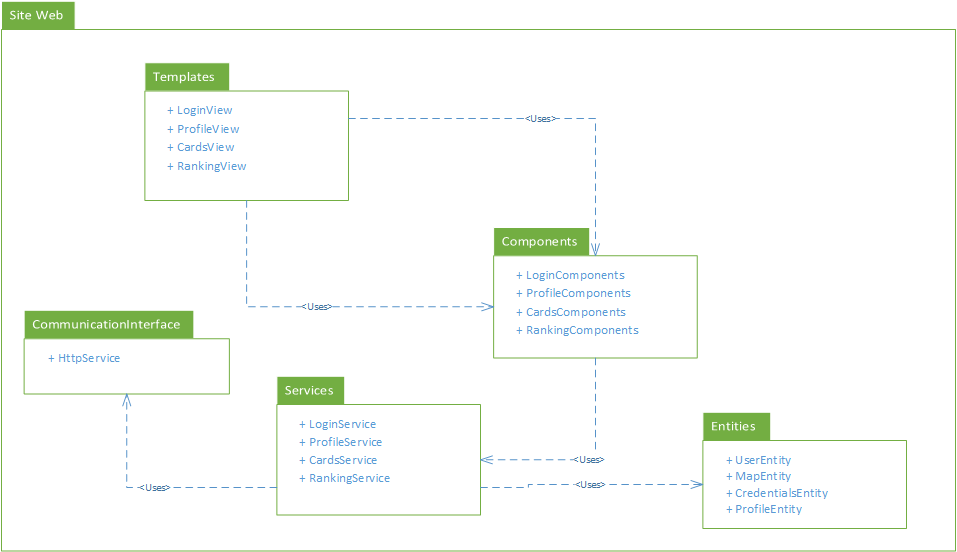 Site Web
Templates
+ LoginView
+ ProfileView
+ CardsView
+ RankingView
<Uses>
Components
+ LoginComponents
+ ProfileComponents
+ CardsComponents
+ RankingComponents
<Uses>
CommunicationInterface
+ HttpService
Services
+ LoginService
+ ProfileService
+ CardsService
+ RankingService
<Uses>
<Uses>
<Uses>
Entities
+ UserEntity
+ MapEntity
+ CredentialsEntity
+ ProfileEntity